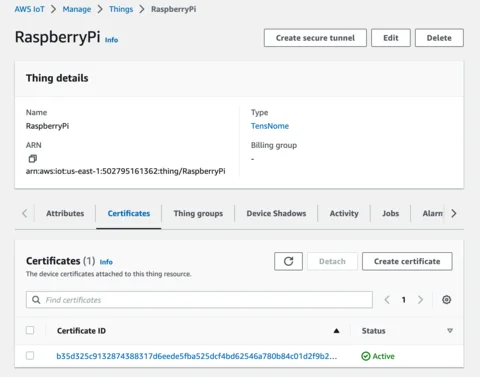 AWS IoT > Manage > Things > RaspberryPi
RaspberryPi Info
Create secure tunnel Edit Delete
Thing details
Name
RaspberryPi
Type
TensNome
ARN
arn:aws:iot:us-east-1:502795161362:thing/RaspberryPi
Billing group
-
Attributes Certificates Thing groups Device Shadows Activity Jobs Alarm
Certificates (1) Info
The device certificates attached to this thing resource.
Detach Create certificate
Find certificates
1
Certificate ID Status
b35d325c9132874388317d6eede5fba525dcf4bd62546a780b84c01d2f9b2... Active